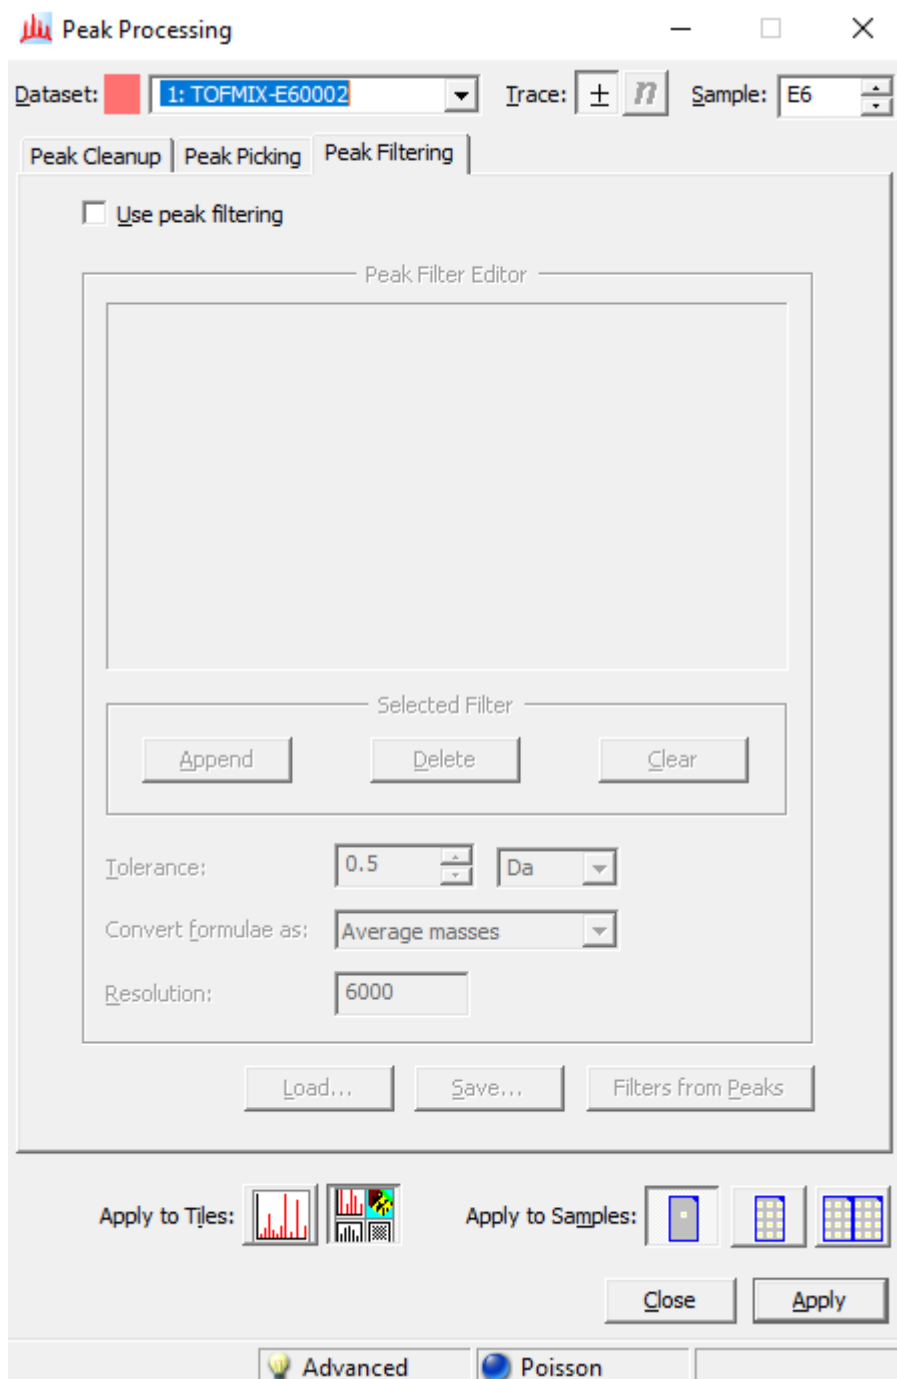 Peak Processing
Dataset: 1: TOFMIX-E60002 Trace: ± n Sample: E6
Peak Cleanup Peak Picking Peak Filtering
Use peak filtering
Peak Filter Editor
Selected Filter
Append Delete Clear
Tolerance: 0.5 Da
Convert formulae as: Average masses
Resolution: 6000
Load... Save... Filters from Peaks
Apply to Tiles: Apply to Samples:
Close Apply
Advanced Poisson